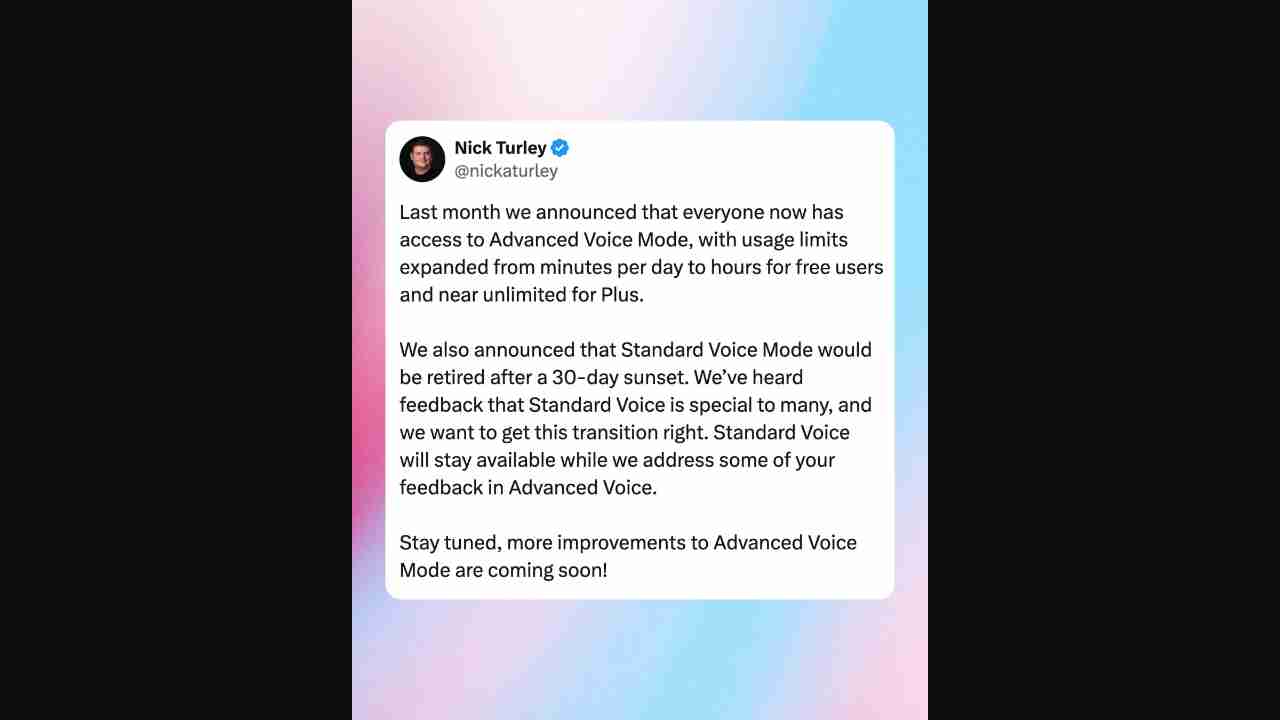 Nick Turley
@nickaturley
Last month we announced that everyone now has
access to Advanced Voice Mode, with usage limits
expanded from minutes per day to hours for free users
and near unlimited for Plus.
We also announced that Standard Voice Mode would
be retired after a 30-day sunset. We’ve heard
feedback that Standard Voice is special to many, and
we want to get this transition right. Standard Voice
will stay available while we address some of your
feedback in Advanced Voice.
Stay tuned, more improvements to Advanced Voice
Mode are coming soon!